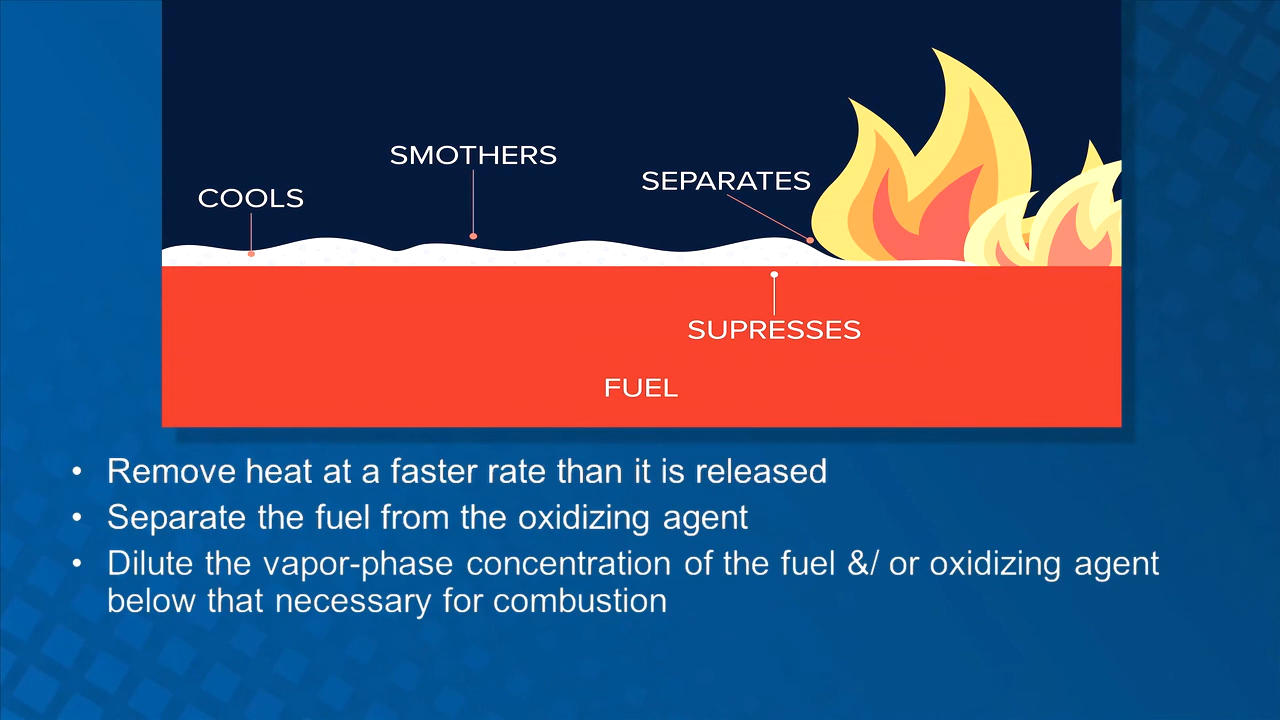 SMOTHERS
SEPARATES
COOLS
SUPRESSES
FUEL
• Remove heat at a faster rate than it is released
• Separate the fuel from the oxidizing agent
• Dilute the vapor-phase concentration of the fuel &/ or oxidizing agent
below that necessary for combustion